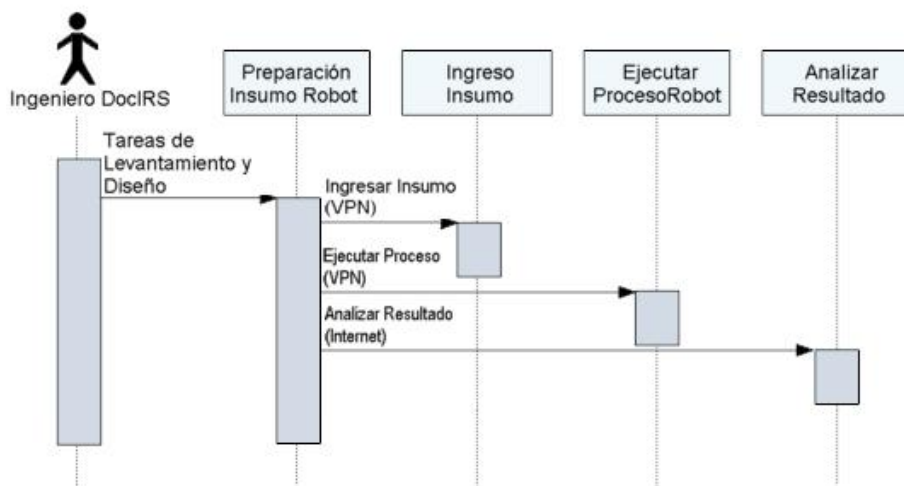 Ingeniero DocIRS
Preparación
Insumo Robot
Ingreso
Insumo
Ejecutar
ProcesoRobot
Analizar
Resultado
Tareas de
Levantamiento y
Diseño
Ingresar Insumo
(VPN)
Ejecutar Proceso
(VPN)
Analizar Resultado
(Internet)